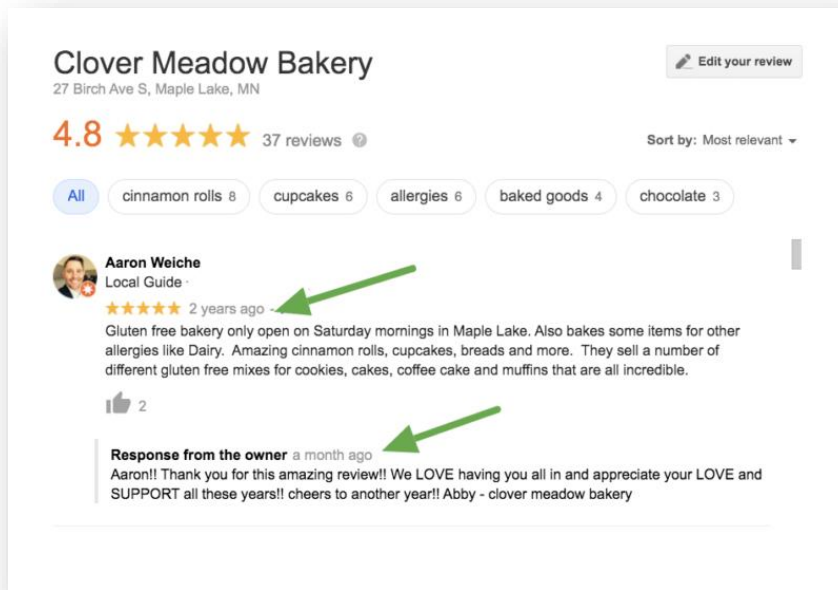 Clover Meadow Bakery
Edit your review
27 Birch Ave S, Maple Lake, MN
4.8 37 reviews
Sort by: Most relevant
All cinnamon rolls 8 cupcakes 6 allergies 6 baked goods 4 chocolate 3
Aaron Weiche
Local Guide ·
2 years ago -
Gluten free bakery only open on Saturday mornings in Maple Lake. Also bakes some items for other
allergies like Dairy. Amazing cinnamon rolls, cupcakes, breads and more. They sell a number of
different gluten free mixes for cookies, cakes, coffee cake and muffins that are all incredible.
2
Response from the owner a month ago
Aaron!! Thank you for this amazing review!! We LOVE having you all in and appreciate your LOVE and
SUPPORT all these years!! cheers to another year!! Abby - clover meadow bakery